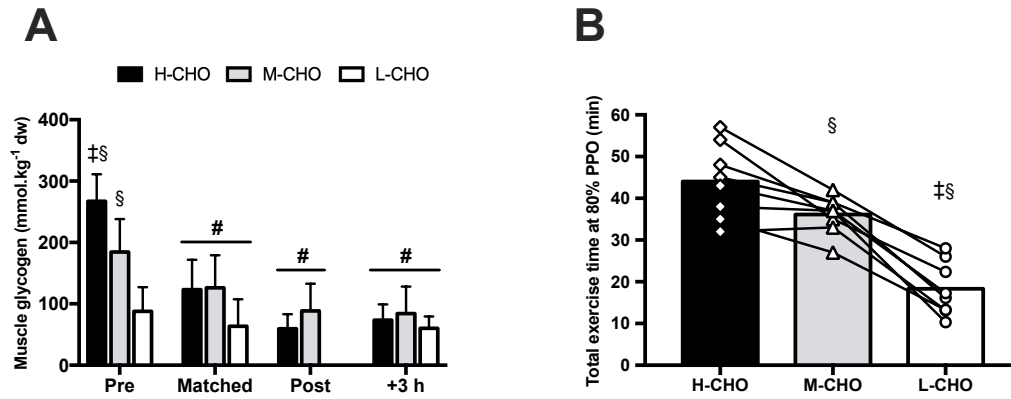 A
H-CHO M-CHO L-CHO
Muscle glycogen (mmol.kg-1 dw)
400
300
200
100
0
‡§
§
#
#
#
Pre Matched Post +3 h
B
Total exercise time at 80% PPO (min)
60
50
40
30
20
10
0
§
‡§
H-CHO M-CHO L-CHO